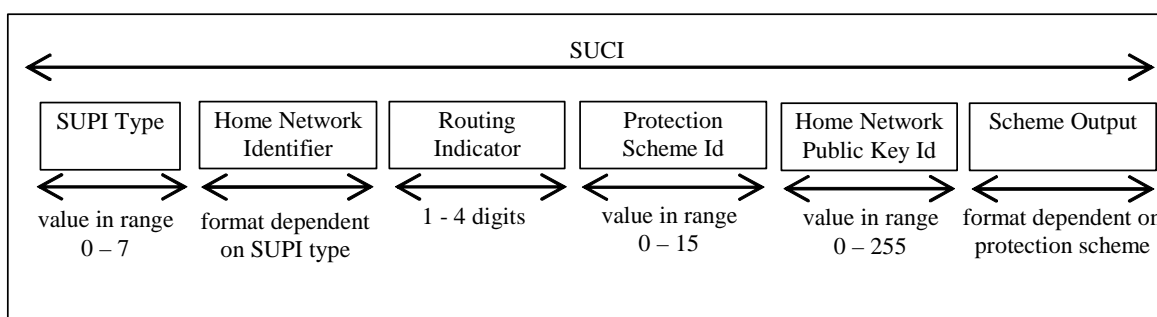 SUCI
SUPI Type
Home Network
Identifier
Routing
Indicator
Protection
Scheme Id
Home Network
Public Key Id
Scheme Output
value in range
0 – 7
format dependent
on SUPI type
1 - 4 digits
value in range
0 – 15
value in range
0 – 255
format dependent on
protection scheme